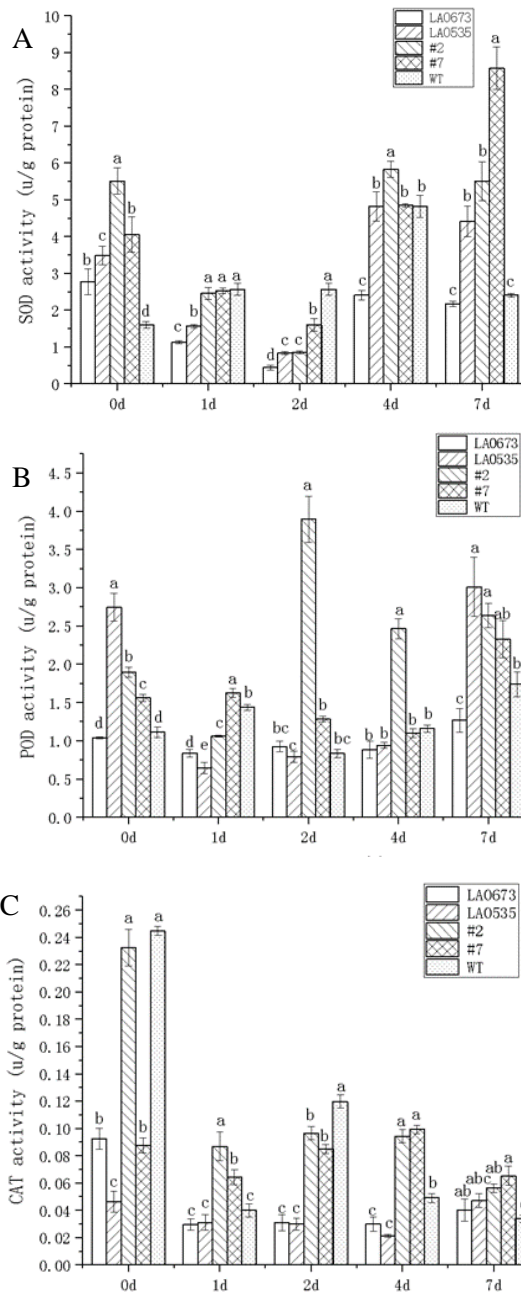 A
SOD activity (u/g protein)
10
9
8
7
6
5
4
3
2
1
0
LA0673
LA0535
#2
#7
WT
b c a b d
c b a a a
d c c b a
c b a b b
c b b a c
0d 1d 2d 4d 7d
B
POD activity (u/g protein)
4.5
4.0
3.5
3.0
2.5
2.0
1.5
1.0
0.5
0.0
LA0673
LA0535
#2
#7
WT
d a b c d
d e c a b
bc c a b bc
b b a b b
c a a ab b
0d 1d 2d 4d 7d
C
CAT activity (u/g protein)
0.26
0.24
0.22
0.20
0.18
0.16
0.14
0.12
0.10
0.08
0.06
0.04
0.02
0.00
LA0673
LA0535
#2
#7
WT
b c a b a
c c a b c
c c b b a
c c a a b
ab abc ab a
0d 1d 2d 4d 7d